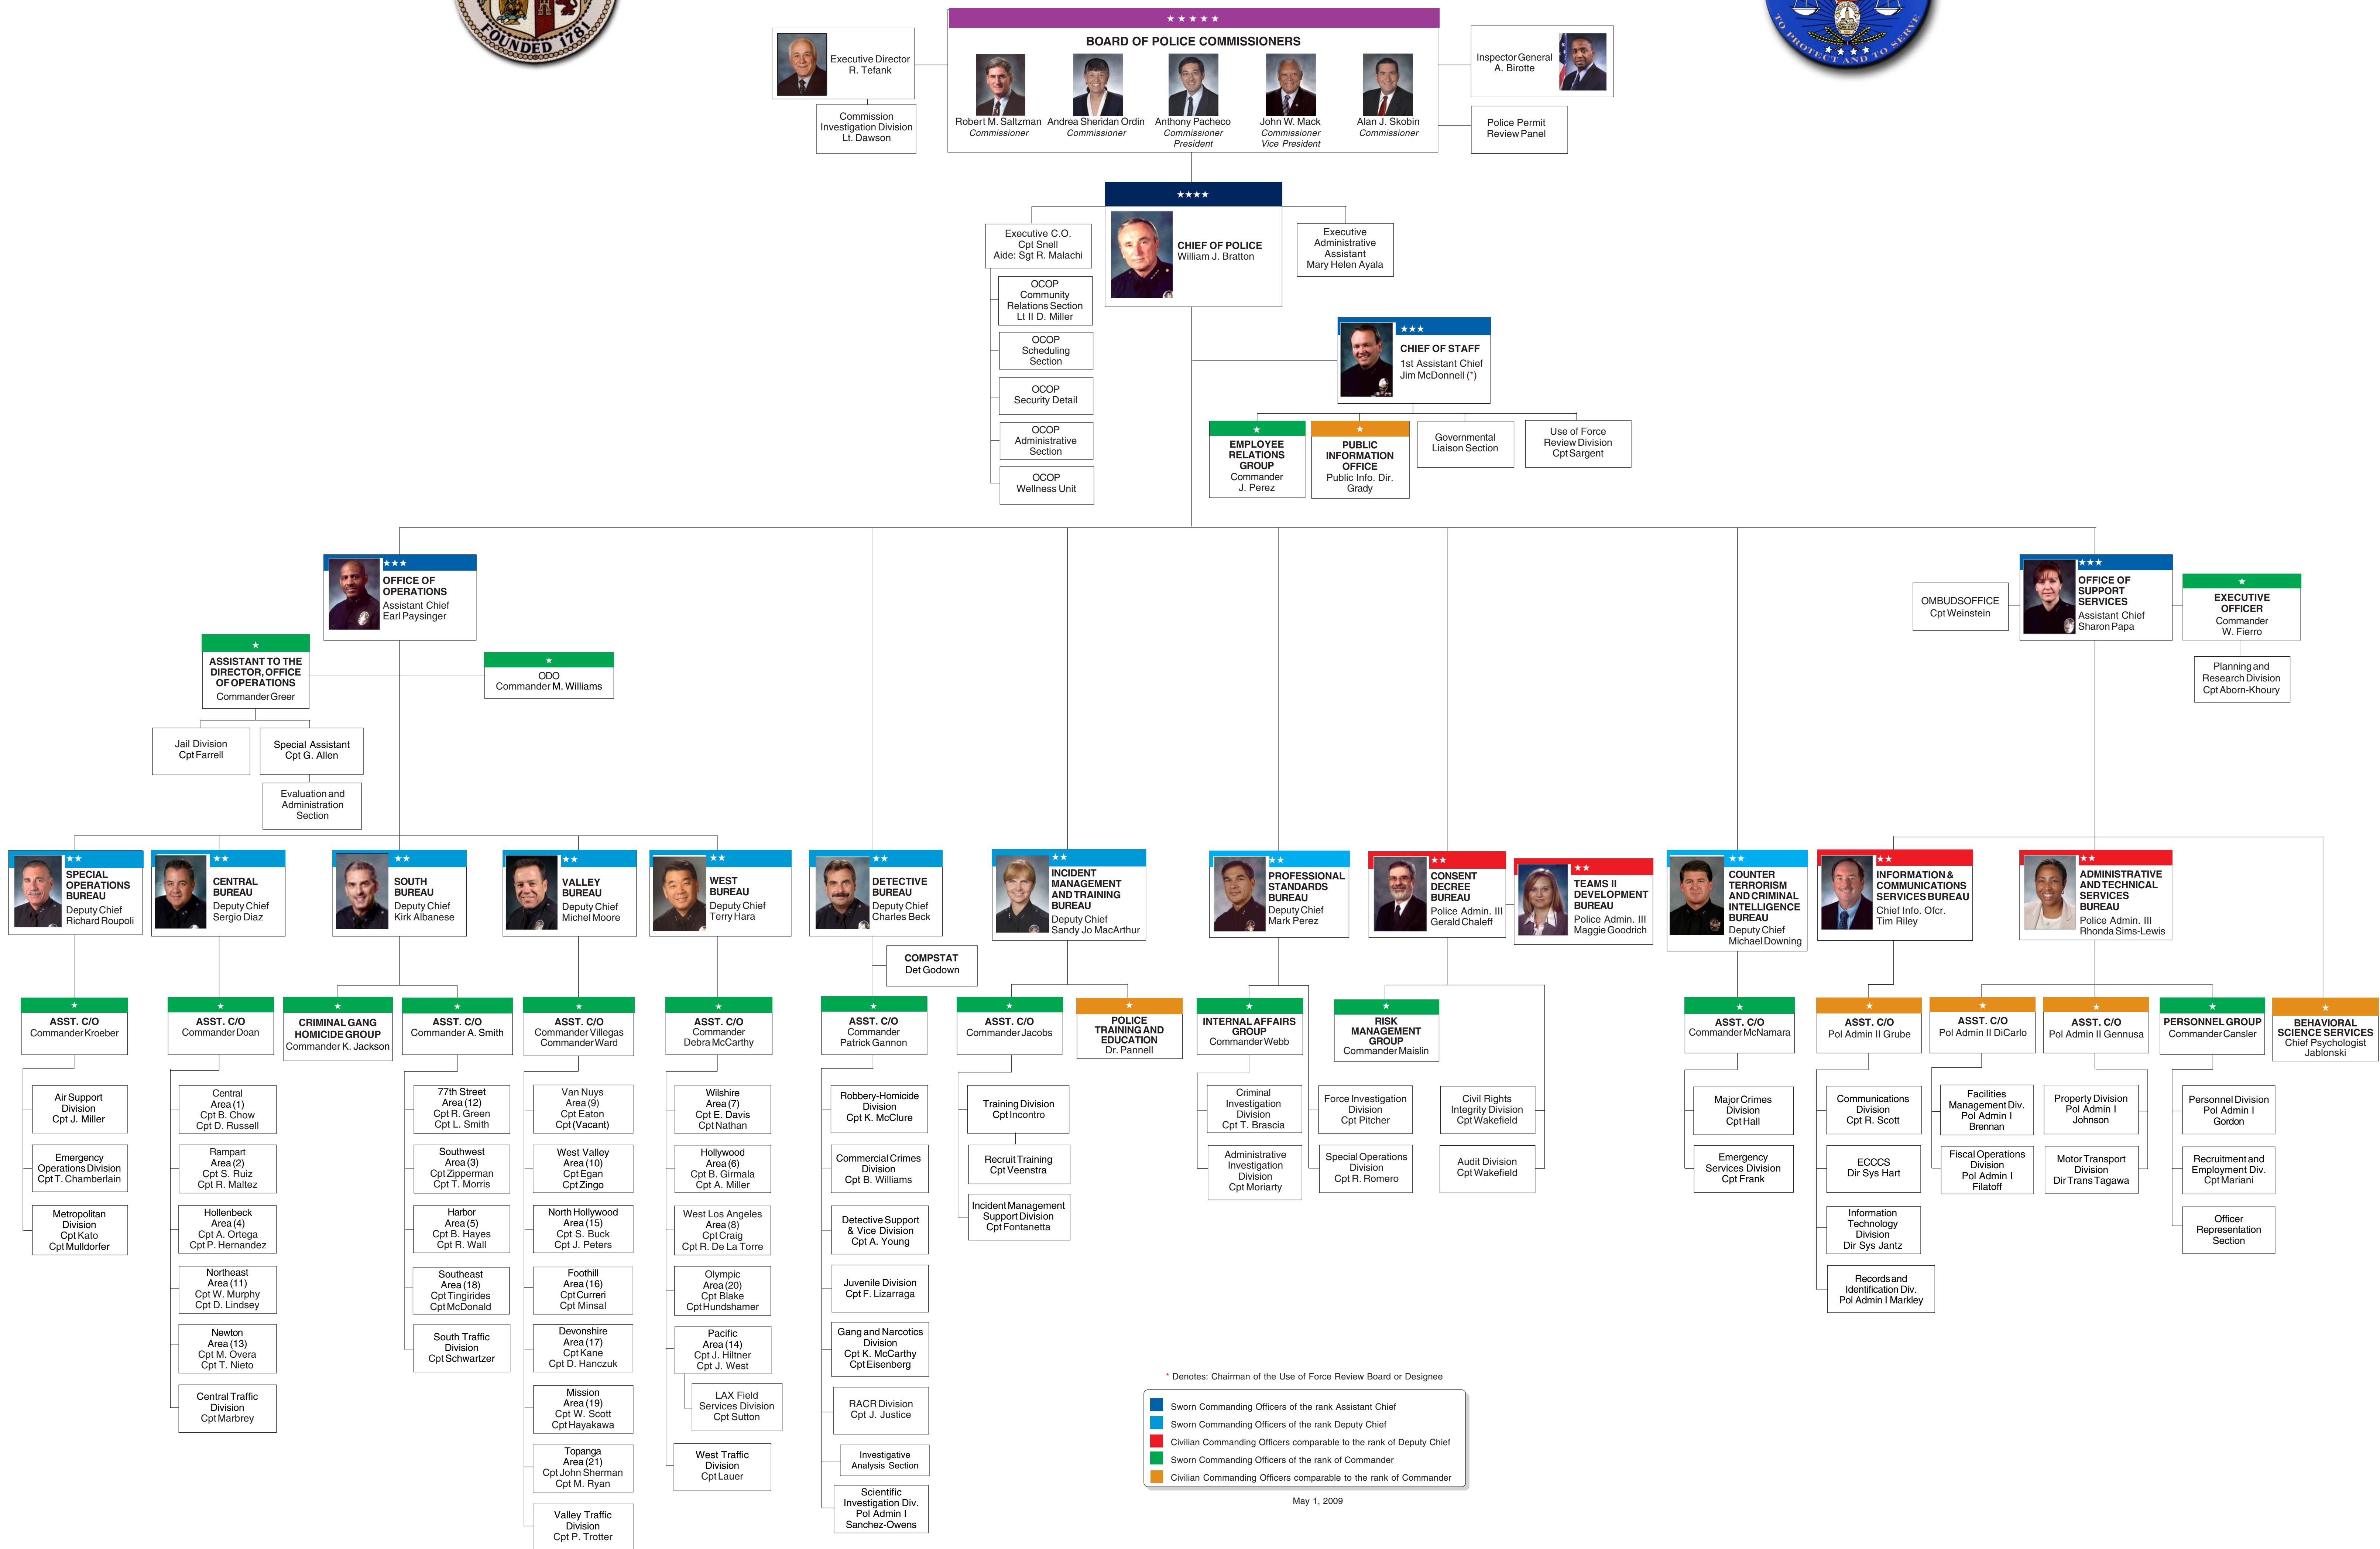 FOUNDED 1781
TO PROTECT AND TO SERVE
BOARD OF POLICE COMMISSIONERS
Robert M. Saltzman
Commissioner
Andrea Sheridan Ordin
Commissioner
Anthony Pacheco
Commissioner
President
John W. Mack
Commissioner
Vice President
Alan J. Skobin
Commissioner
Executive Director
R. Tefank
Commission
Investigation Division
Lt. Dawson
Inspector General
A. Birotte
Police Permit
Review Panel
CHIEF OF POLICE
William J. Bratton
Executive C.O.
Cpt Snell
Aide: Sgt R. Malachi
OCOP
Community
Relations Section
Lt II D. Miller
OCOP
Scheduling
Section
OCOP
Security Detail
OCOP
Administrative
Section
OCOP
Wellness Unit
Executive
Administrative
Assistant
Mary Helen Ayala
CHIEF OF STAFF
1st Assistant Chief
Jim McDonnell (*)
EMPLOYEE
RELATIONS
GROUP
Commander
J. Perez
PUBLIC
INFORMATION
OFFICE
Public Info. Dir.
Grady
Governmental
Liaison Section
Use of Force
Review Division
Cpt Sargent
OFFICE OF
OPERATIONS
Assistant Chief
Earl Paysinger
ASSISTANT TO THE
DIRECTOR, OFFICE
OF OPERATIONS
Commander Greer
ODO
Commander M. Williams
Jail Division
Cpt Farrell
Special Assistant
Cpt G. Allen
Evaluation and
Administration
Section
OMBUDSOFFICE
Cpt Weinstein
OFFICE OF
SUPPORT
SERVICES
Assistant Chief
Sharon Papa
EXECUTIVE
OFFICER
Commander
W. Fierro
Planning and
Research Division
Cpt Aborn-Khoury
SPECIAL
OPERATIONS
BUREAU
Deputy Chief
Richard Roupoli
CENTRAL
BUREAU
Deputy Chief
Sergio Diaz
SOUTH
BUREAU
Deputy Chief
Kirk Albanese
VALLEY
BUREAU
Deputy Chief
Michel Moore
WEST
BUREAU
Deputy Chief
Terry Hara
DETECTIVE
BUREAU
Deputy Chief
Charles Beck
INCIDENT
MANAGEMENT
AND TRAINING
BUREAU
Deputy Chief
Sandy Jo MacArthur
PROFESSIONAL
STANDARDS
BUREAU
Deputy Chief
Mark Perez
CONSENT
DECREE
BUREAU
Police Admin. III
Gerald Chaleff
TEAMS II
DEVELOPMENT
BUREAU
Police Admin. III
Maggie Goodrich
COUNTER
TERRORISM
AND CRIMINAL
INTELLIGENCE
BUREAU
Deputy Chief
Michael Downing
INFORMATION &
COMMUNICATIONS
SERVICES BUREAU
Chief Info. Ofcr.
Tim Riley
ADMINISTRATIVE
AND TECHNICAL
SERVICES
BUREAU
Police Admin. III
Rhonda Sims-Lewis
COMPSTAT
Det Godown
ASST. C/O
Commander Kroeber
Air Support
Division
Cpt J. Miller
Emergency
Operations Division
Cpt T. Chamberlain
Metropolitan
Division
Cpt Kato
Cpt Mulldorfer
ASST. C/O
Commander Doan
Central
Area (1)
Cpt B. Chow
Cpt D. Russell
Rampart
Area (2)
Cpt S. Ruiz
Cpt R. Maltez
Hollenbeck
Area (4)
Cpt A. Ortega
Cpt P. Hernandez
Northeast
Area (11)
Cpt W. Murphy
Cpt D. Lindsey
Newton
Area (13)
Cpt M. Overa
Cpt T. Nieto
Central Traffic
Division
Cpt Marbrey
CRIMINAL GANG
HOMICIDE GROUP
Commander K. Jackson
ASST. C/O
Commander A. Smith
77th Street
Area (12)
Cpt R. Green
Cpt L. Smith
Southwest
Area (3)
Cpt Zipperman
Cpt T. Morris
Harbor
Area (5)
Cpt B. Hayes
Cpt R. Wall
Southeast
Area (18)
Cpt Tingirides
Cpt McDonald
South Traffic
Division
Cpt Schwartzer
ASST. C/O
Commander Villegas
Commander Ward
Van Nuys
Area (9)
Cpt Eaton
Cpt (Vacant)
West Valley
Area (10)
Cpt Egan
Cpt Zingo
North Hollywood
Area (15)
Cpt S. Buck
Cpt J. Peters
Foothill
Area (16)
Cpt Curreri
Cpt Minsal
Devonshire
Area (17)
Cpt Kane
Cpt D. Hanczuk
Mission
Area (19)
Cpt W. Scott
Cpt Hayakawa
Topanga
Area (21)
Cpt John Sherman
Cpt M. Ryan
Valley Traffic
Division
Cpt P. Trotter
ASST. C/O
Commander
Debra McCarthy
Wilshire
Area (7)
Cpt E. Davis
Cpt Nathan
Hollywood
Area (6)
Cpt B. Girmala
Cpt A. Miller
West Los Angeles
Area (8)
Cpt Craig
Cpt R. De La Torre
Olympic
Area (20)
Cpt Blake
Cpt Hundshamer
Pacific
Area (14)
Cpt J. Hiltner
Cpt J. West
LAX Field
Services Division
Cpt Sutton
West Traffic
Division
Cpt Lauer
ASST. C/O
Commander
Patrick Gannon
Robbery-Homicide
Division
Cpt K. McClure
Commercial Crimes
Division
Cpt B. Williams
Detective Support
& Vice Division
Cpt A. Young
Juvenile Division
Cpt F. Lizarraga
Gang and Narcotics
Division
Cpt K. McCarthy
Cpt Eisenberg
RACR Division
Cpt J. Justice
Investigative
Analysis Section
Scientific
Investigation Div.
Pol Admin I
Sanchez-Owens
ASST. C/O
Commander Jacobs
Training Division
Cpt Incontro
Recruit Training
Cpt Veenstra
Incident Management
Support Division
Cpt Fontanetta
POLICE
TRAINING AND
EDUCATION
Dr. Pannell
INTERNAL AFFAIRS
GROUP
Commander Webb
Criminal
Investigation
Division
Cpt T. Brascia
Administrative
Investigation
Division
Cpt Moriarty
Force Investigation
Division
Cpt Pitcher
Special Operations
Division
Cpt R. Romero
RISK
MANAGEMENT
GROUP
Commander Maislin
Civil Rights
Integrity Division
Cpt Wakefield
Audit Division
Cpt Wakefield
ASST. C/O
Commander McNamara
Major Crimes
Division
Cpt Hall
Emergency
Services Division
Cpt Frank
ASST. C/O
Pol Admin II Grube
Communications
Division
Cpt R. Scott
ECCCS
Dir Sys Hart
Information
Technology
Division
Dir Sys Jantz
Records and
Identification Div.
Pol Admin I Markley
ASST. C/O
Pol Admin II DiCarlo
Facilities
Management Div.
Pol Admin I
Brennan
Fiscal Operations
Division
Pol Admin I
Filatoff
ASST. C/O
Pol Admin II Gennusa
Property Division
Pol Admin I
Johnson
Motor Transport
Division
Dir Trans Tagawa
PERSONNEL GROUP
Commander Cansler
Personnel Division
Pol Admin I
Gordon
Recruitment and
Employment Div.
Cpt Mariani
Officer
Representation
Section
BEHAVIORAL
SCIENCE SERVICES
Chief Psychologist
Jablonski
* Denotes: Chairman of the Use of Force Review Board or Designee
Sworn Commanding Officers of the rank Assistant Chief
Sworn Commanding Officers of the rank Deputy Chief
Civilian Commanding Officers comparable to the rank of Deputy Chief
Sworn Commanding Officers of the rank of Commander
Civilian Commanding Officers comparable to the rank of Commander
May 1, 2009